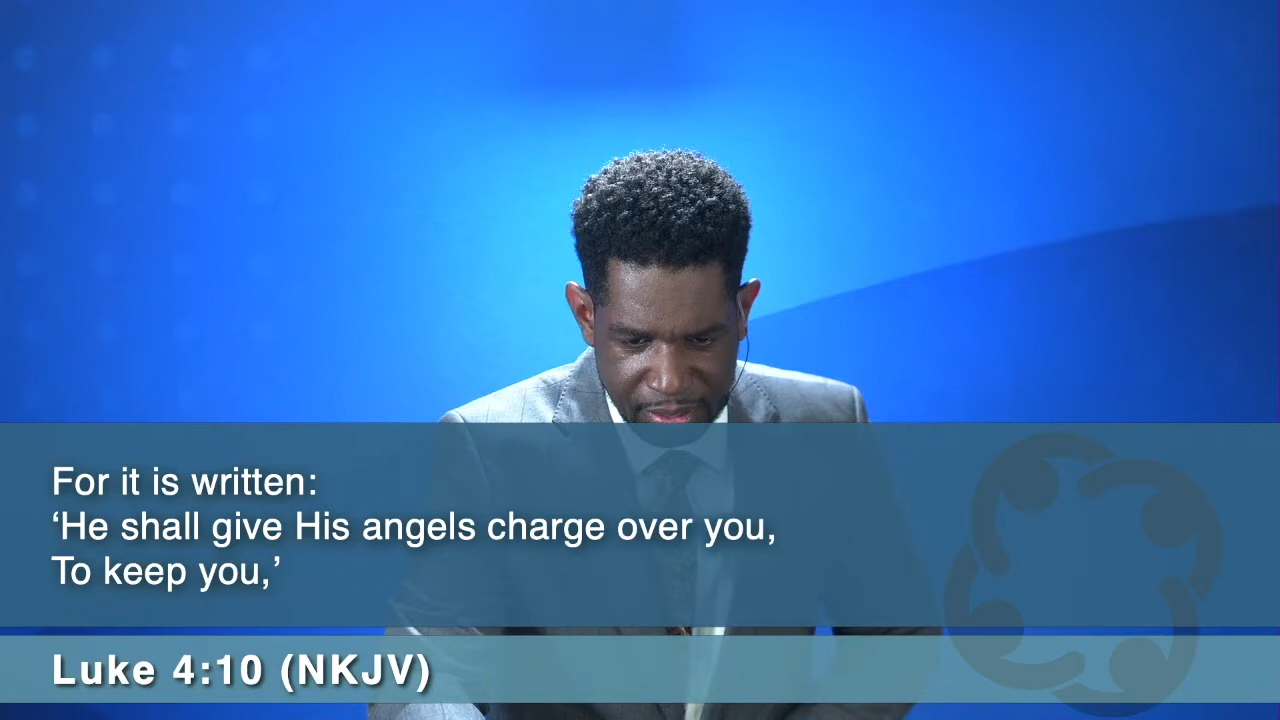 For it is written:
‘He shall give His angels charge over you,
To keep you,’
Luke 4:10 (NKJV)